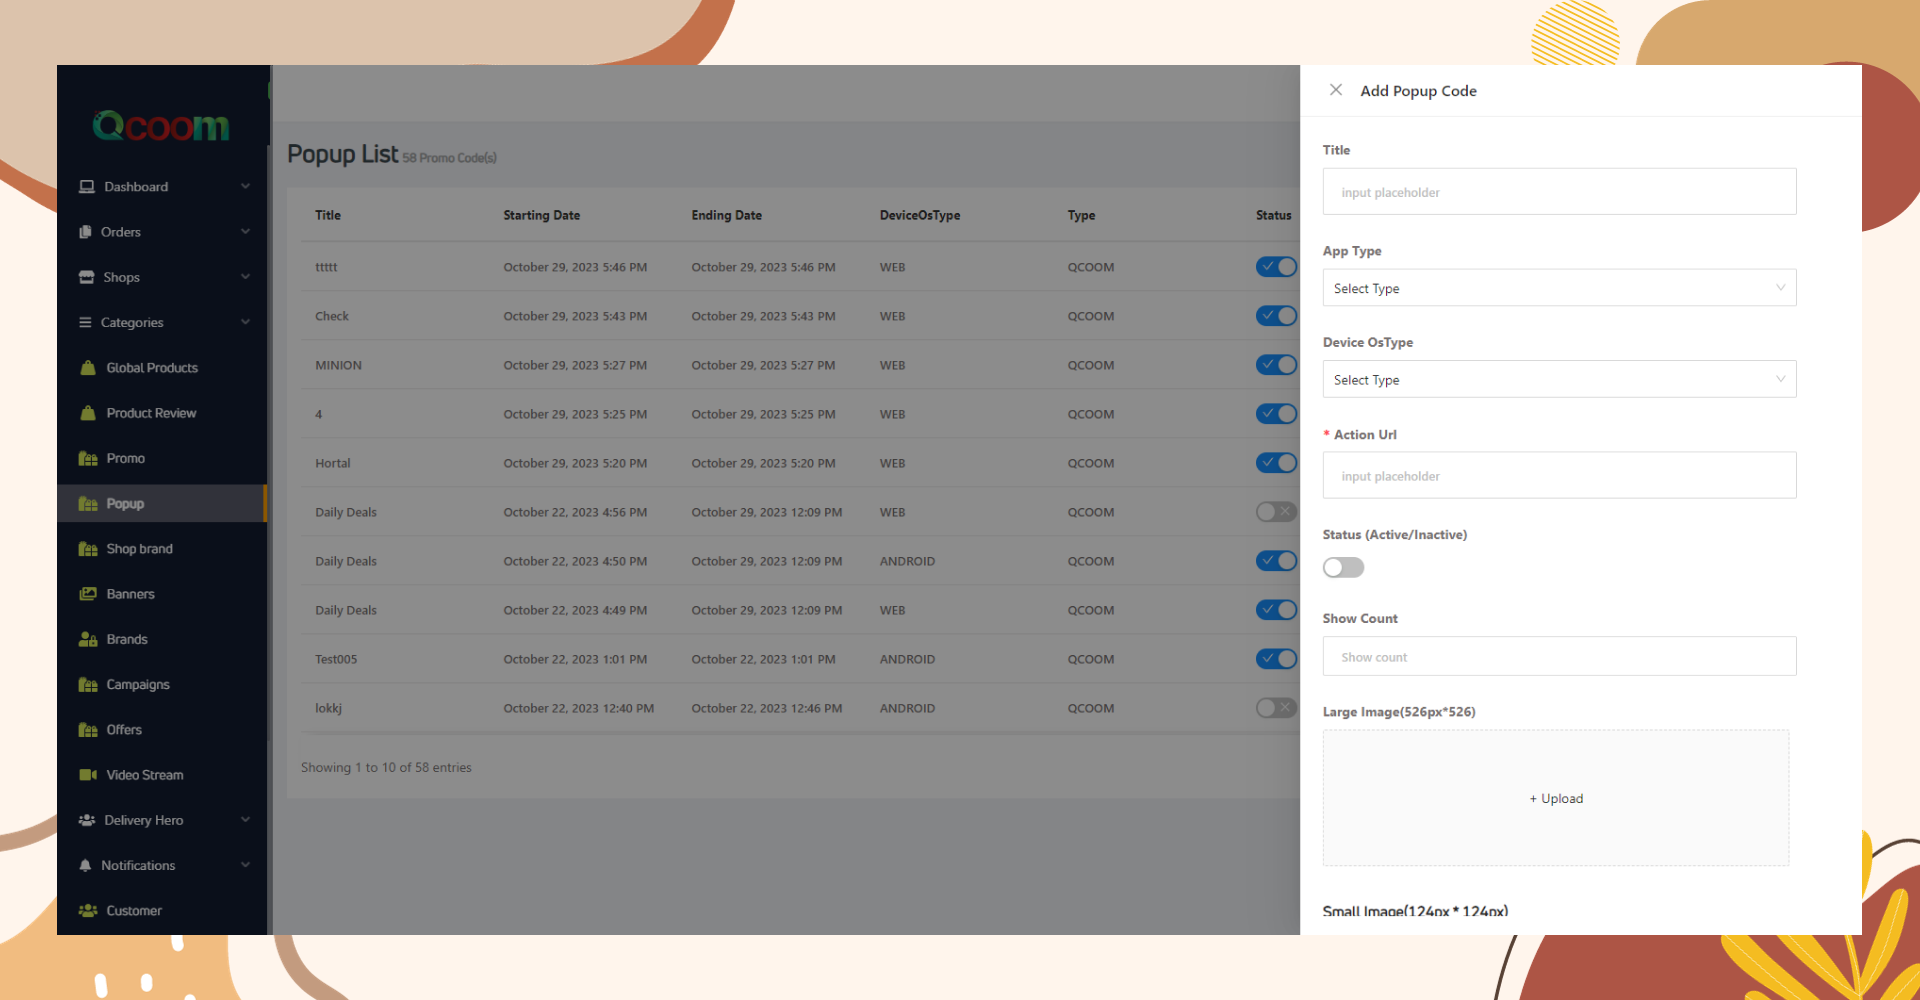 Qcoom
Dashboard
Orders
Shops
Categories
Global Products
Product Review
Promo
Popup
Shop brand
Banners
Brands
Campaigns
Offers
Video Stream
Delivery Hero
Notifications
Customer
Popup List 58 Promo Code(s)
Title Starting Date Ending Date DeviceOsType Type Status
ttttt October 29, 2023 5:46 PM October 29, 2023 5:46 PM WEB QCOOM
Check October 29, 2023 5:43 PM October 29, 2023 5:43 PM WEB QCOOM
MINION October 29, 2023 5:27 PM October 29, 2023 5:27 PM WEB QCOOM
4 October 29, 2023 5:25 PM October 29, 2023 5:25 PM WEB QCOOM
Hortal October 29, 2023 5:20 PM October 29, 2023 5:20 PM WEB QCOOM
Daily Deals October 22, 2023 4:56 PM October 29, 2023 12:09 PM WEB QCOOM
Daily Deals October 22, 2023 4:50 PM October 29, 2023 12:09 PM ANDROID QCOOM
Daily Deals October 22, 2023 4:49 PM October 29, 2023 12:09 PM WEB QCOOM
Test005 October 22, 2023 1:01 PM October 22, 2023 1:01 PM ANDROID QCOOM
lokkj October 22, 2023 12:40 PM October 22, 2023 12:46 PM ANDROID QCOOM
Showing 1 to 10 of 58 entries
Add Popup Code
Title
input placeholder
App Type
Select Type
Device OsType
Select Type
* Action Url
input placeholder
Status (Active/Inactive)
Show Count
Show count
Large Image(526px*526)
+ Upload
Small Image(124px * 124px)